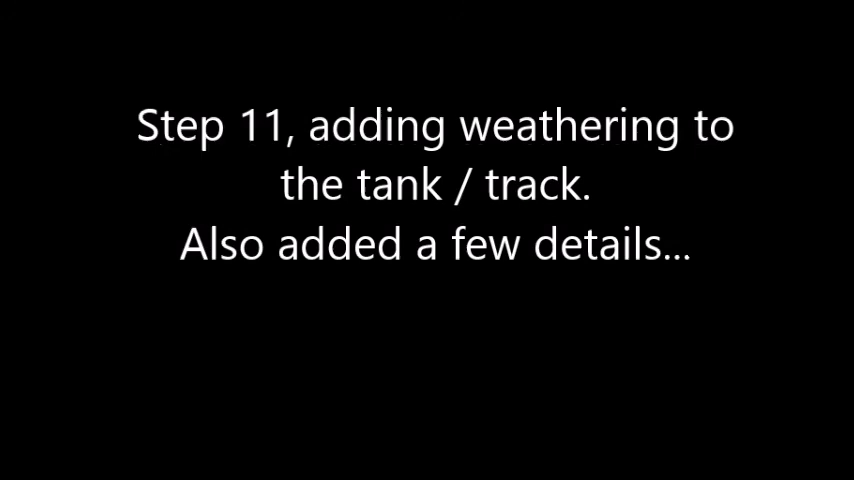 Step 11, adding weathering to
the tank / track.
Also added a few details...